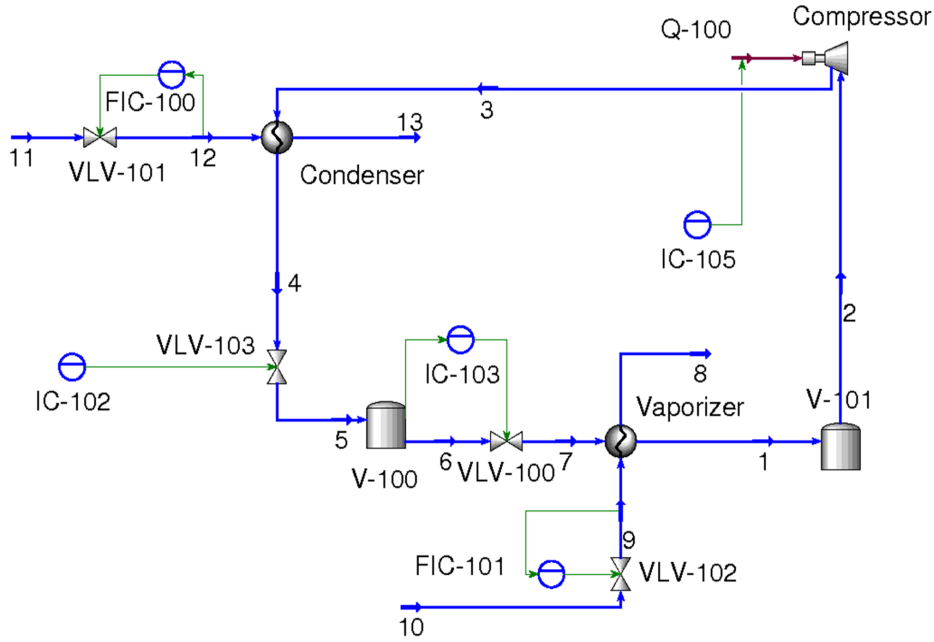 Compressor
Q-100
FIC-100
3
13
11
12
VLV-101
Condenser
IC-105
4
2
VLV-103
IC-103
8
IC-102
Vaporizer
V-101
5
6
7
1
V-100
VLV-100
9
FIC-101
VLV-102
10